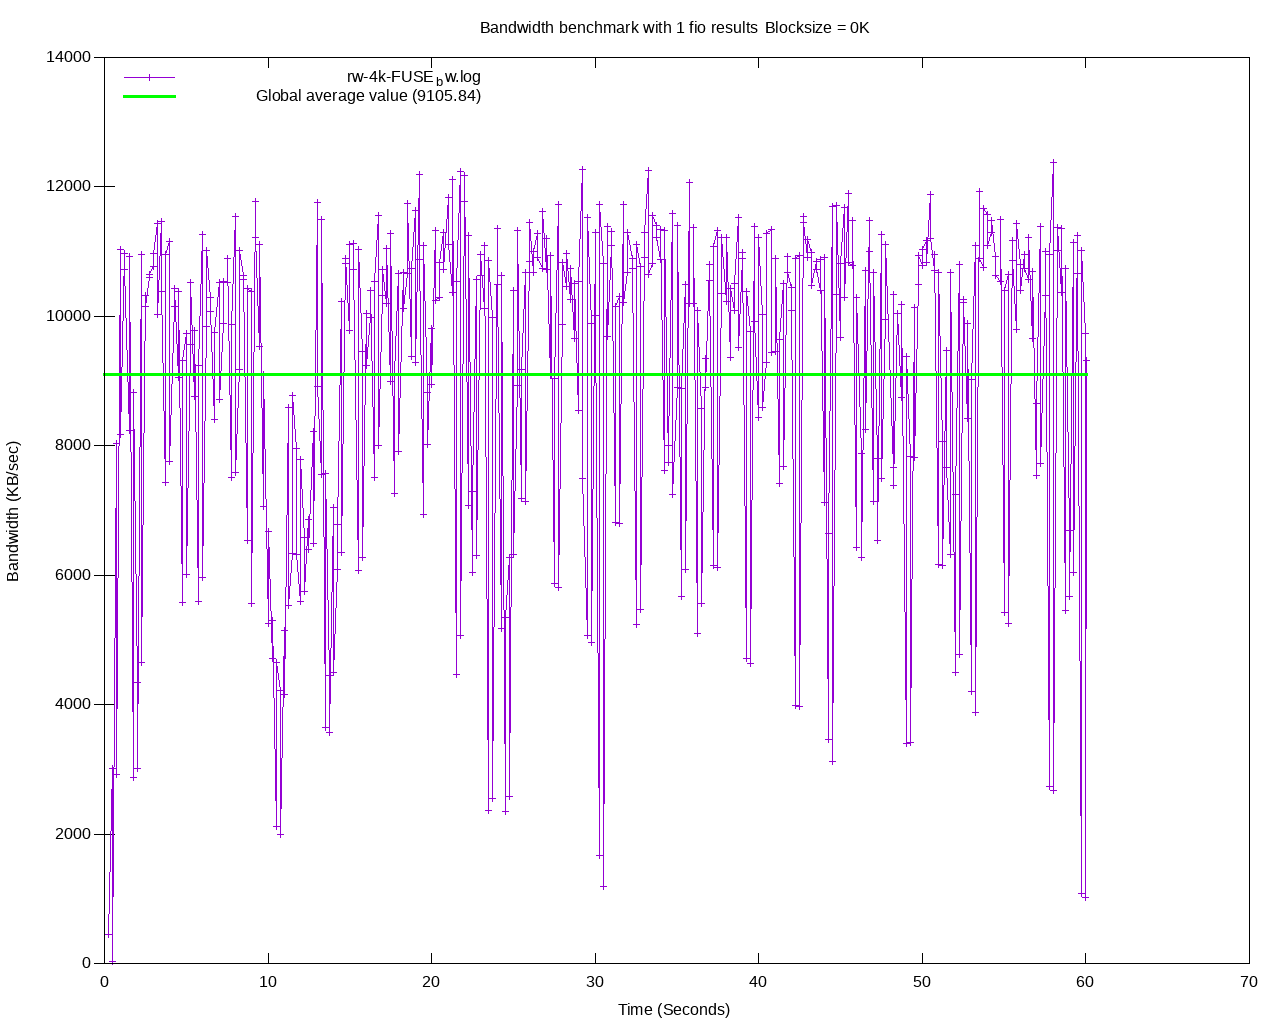 Bandwidth benchmark with 1 fio results Blocksize = 0K
14000
rw-4k-FUSEbw.log
Global average value (9105.84)
12000
10000
8000
6000
4000
2000
0
Bandwidth (KB/sec)
0 10 20 30 40 50 60 70
Time (Seconds)